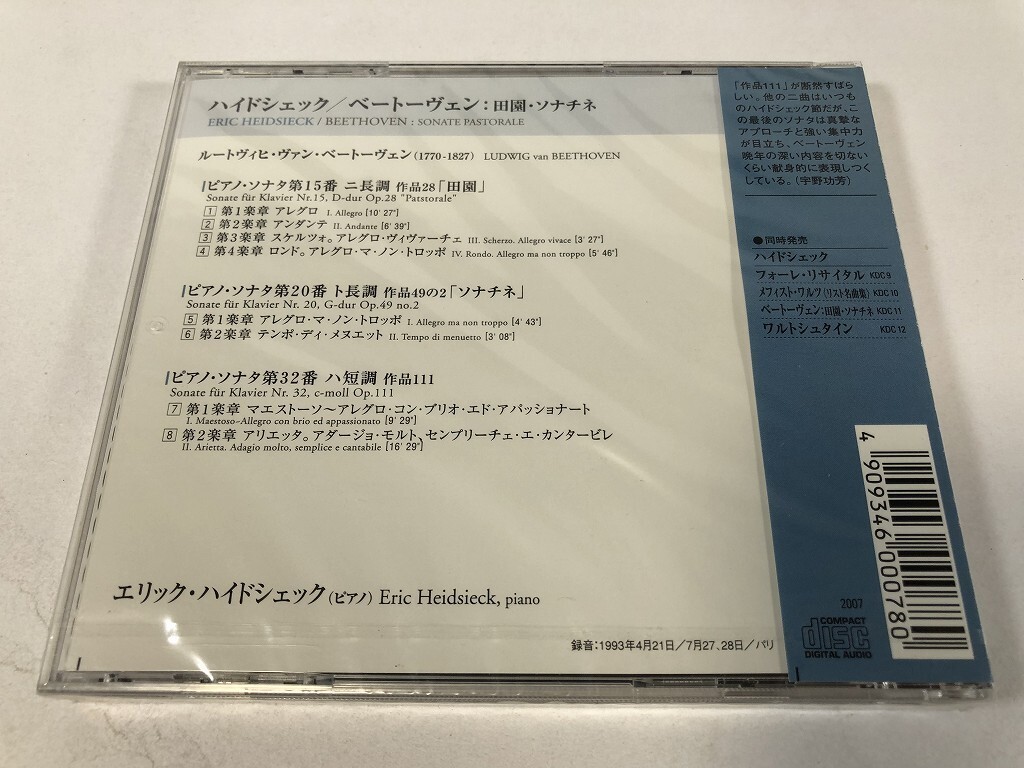 ハイドシェック／ベートーヴェン：田園・ソナチネ
ERIC HEIDSIECK / BEETHOVEN : SONATE PASTORALE
ルートヴィヒ・ヴァン・ベートーヴェン(1770-1827) LUDWIG van BEETHOVEN
ピアノ・ソナタ第15番 ニ長調 作品28「田園」
Sonate für Klavier Nr.15, D-dur Op.28 "Patstorale"
1 第1楽章 アレグロ I. Allegro [10' 27"]
2 第2楽章 アンダンテ II. Andante [6' 39"]
3 第3楽章 スケルツォ。アレグロ・ヴィヴァーチェ III. Scherzo. Allegro vivace [3' 27"]
4 第4楽章 ロンド。アレグロ・マ・ノン・トロッポ IV. Rondo. Allegro ma non troppo [5' 46"]
ピアノ・ソナタ第20番 ト長調 作品49の2「ソナチネ」
Sonate für Klavier Nr. 20, G-dur Op.49 no.2
5 第1楽章 アレグロ・マ・ノン・トロッポ I. Allegro ma non troppo [4' 43"]
6 第2楽章 テンポ・ディ・メヌエット II. Tempo di menuetto [3' 08"]
ピアノ・ソナタ第32番 ハ短調 作品111
Sonate für Klavier Nr. 32, c-moll Op.111
7 第1楽章 マエストーソ〜アレグロ・コン・ブリオ・エド・アパッショナート
I. Maestoso-Allegro con brio ed appassionato [9' 29"]
8 第2楽章 アリエッタ。アダージョ・モルト、センプリーチェ・エ・カンタービレ
II. Arietta. Adagio molto, semplice e cantabile [16' 29"]
エリック・ハイドシェック(ピアノ) Eric Heidsieck, piano
録音：1993年4月21日／7月27、28日／パリ
「作品111」が断然すばら
しい。他の二曲はいつも
のハイドシェック節だが、こ
の最後のソナタは真摯な
アプローチと強い集中力
が目立ち、ベートーヴェン
晩年の深い内容を切ない
くらい献身的に表現しつく
している。(宇野功芳)
●同時発売
ハイドシェック
フォーレ・リサイタル KDC 9
メフィスト・ワルツ(リスト名曲集) KDC 10
ベートーヴェン：田園・ソナチネ KDC 11
ワルトシュタイン KDC 12
4 909346 000780
2007
COMPACT
disc
DIGITAL AUDIO